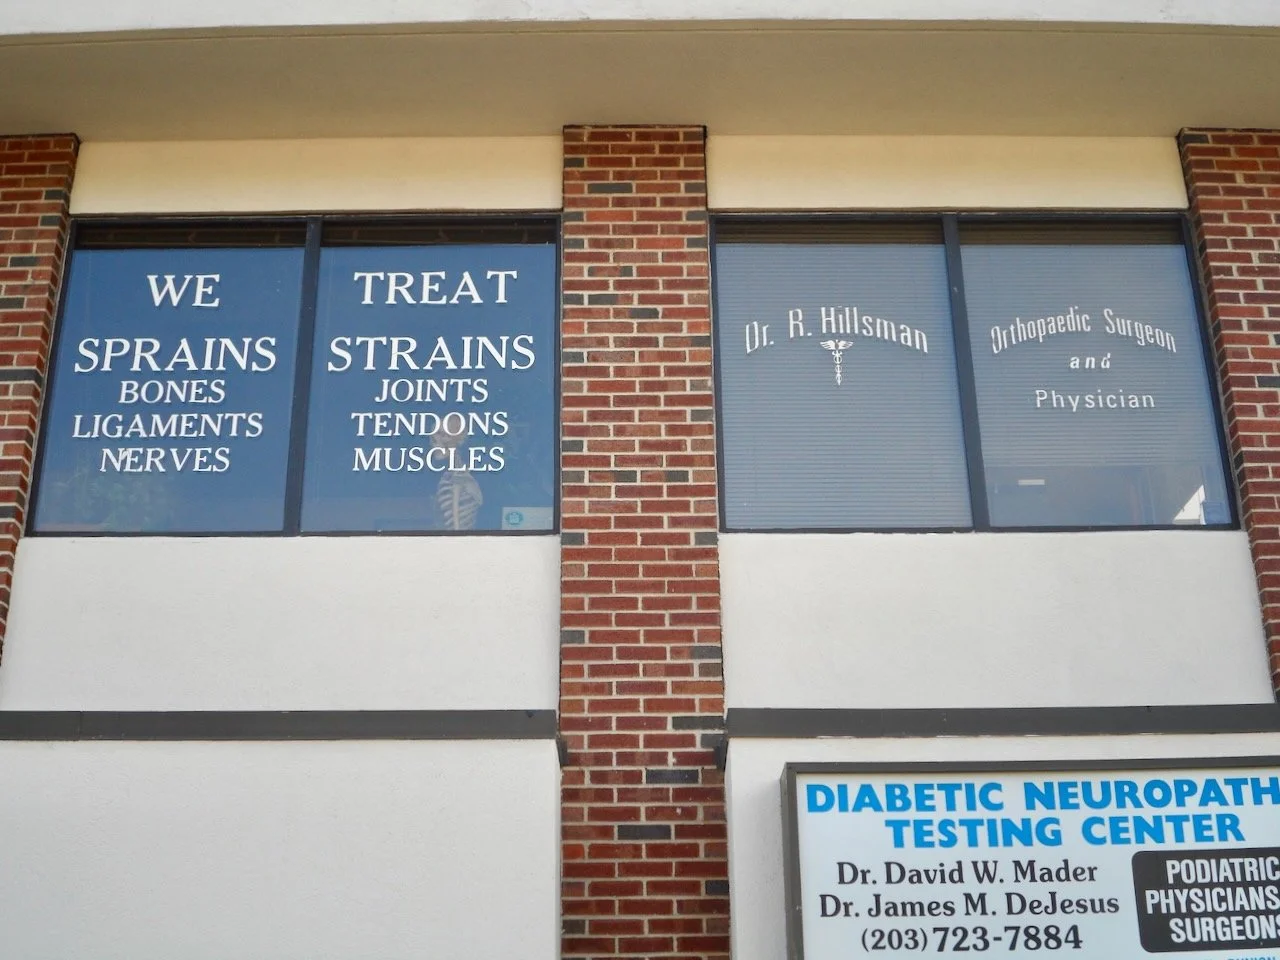 WE TREAT
SPRAINS STRAINS
BONES JOINTS
LIGAMENTS TENDONS
NERVES MUSCLES
Dr. R. Hillsman
Orthopaedic Surgeon
and
Physician
DIABETIC NEUROPATH
TESTING CENTER
Dr. David W. Mader
Dr. James M. DeJesus
(203) 723-7884
PODIATRIC
PHYSICIANS
SURGEONS